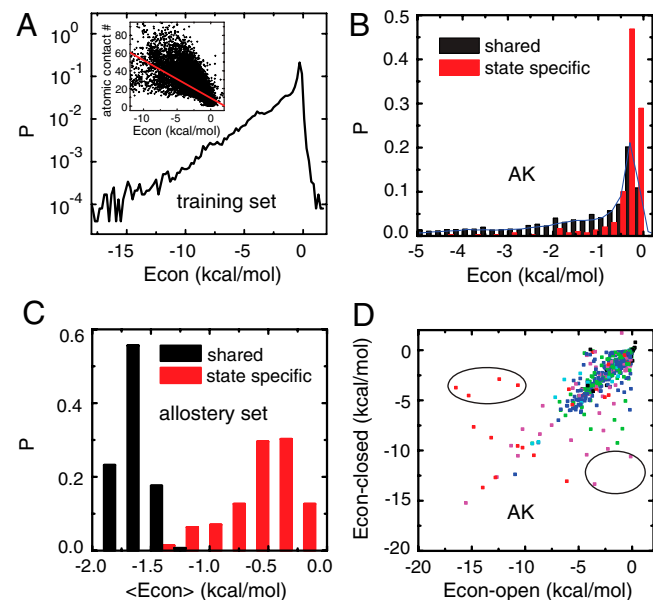 A
10⁰
10⁻¹
10⁻²
10⁻³
10⁻⁴
P
atomic contact #
80
60
40
20
0
-10
-5
0
Econ (kcal/mol)
training set
-15
-10
-5
0
Econ (kcal/mol)
B
shared
state specific
0.5
0.4
0.3
0.2
0.1
0.0
P
AK
-5
-4
-3
-2
-1
0
Econ (kcal/mol)
C
shared
state specific
allostery set
0.6
0.3
0.0
P
-2.0
-1.5
-1.0
-0.5
0.0
<Econ> (kcal/mol)
D
0
-5
-10
-15
-20
Econ-closed (kcal/mol)
AK
-20
-15
-10
-5
0
Econ-open (kcal/mol)